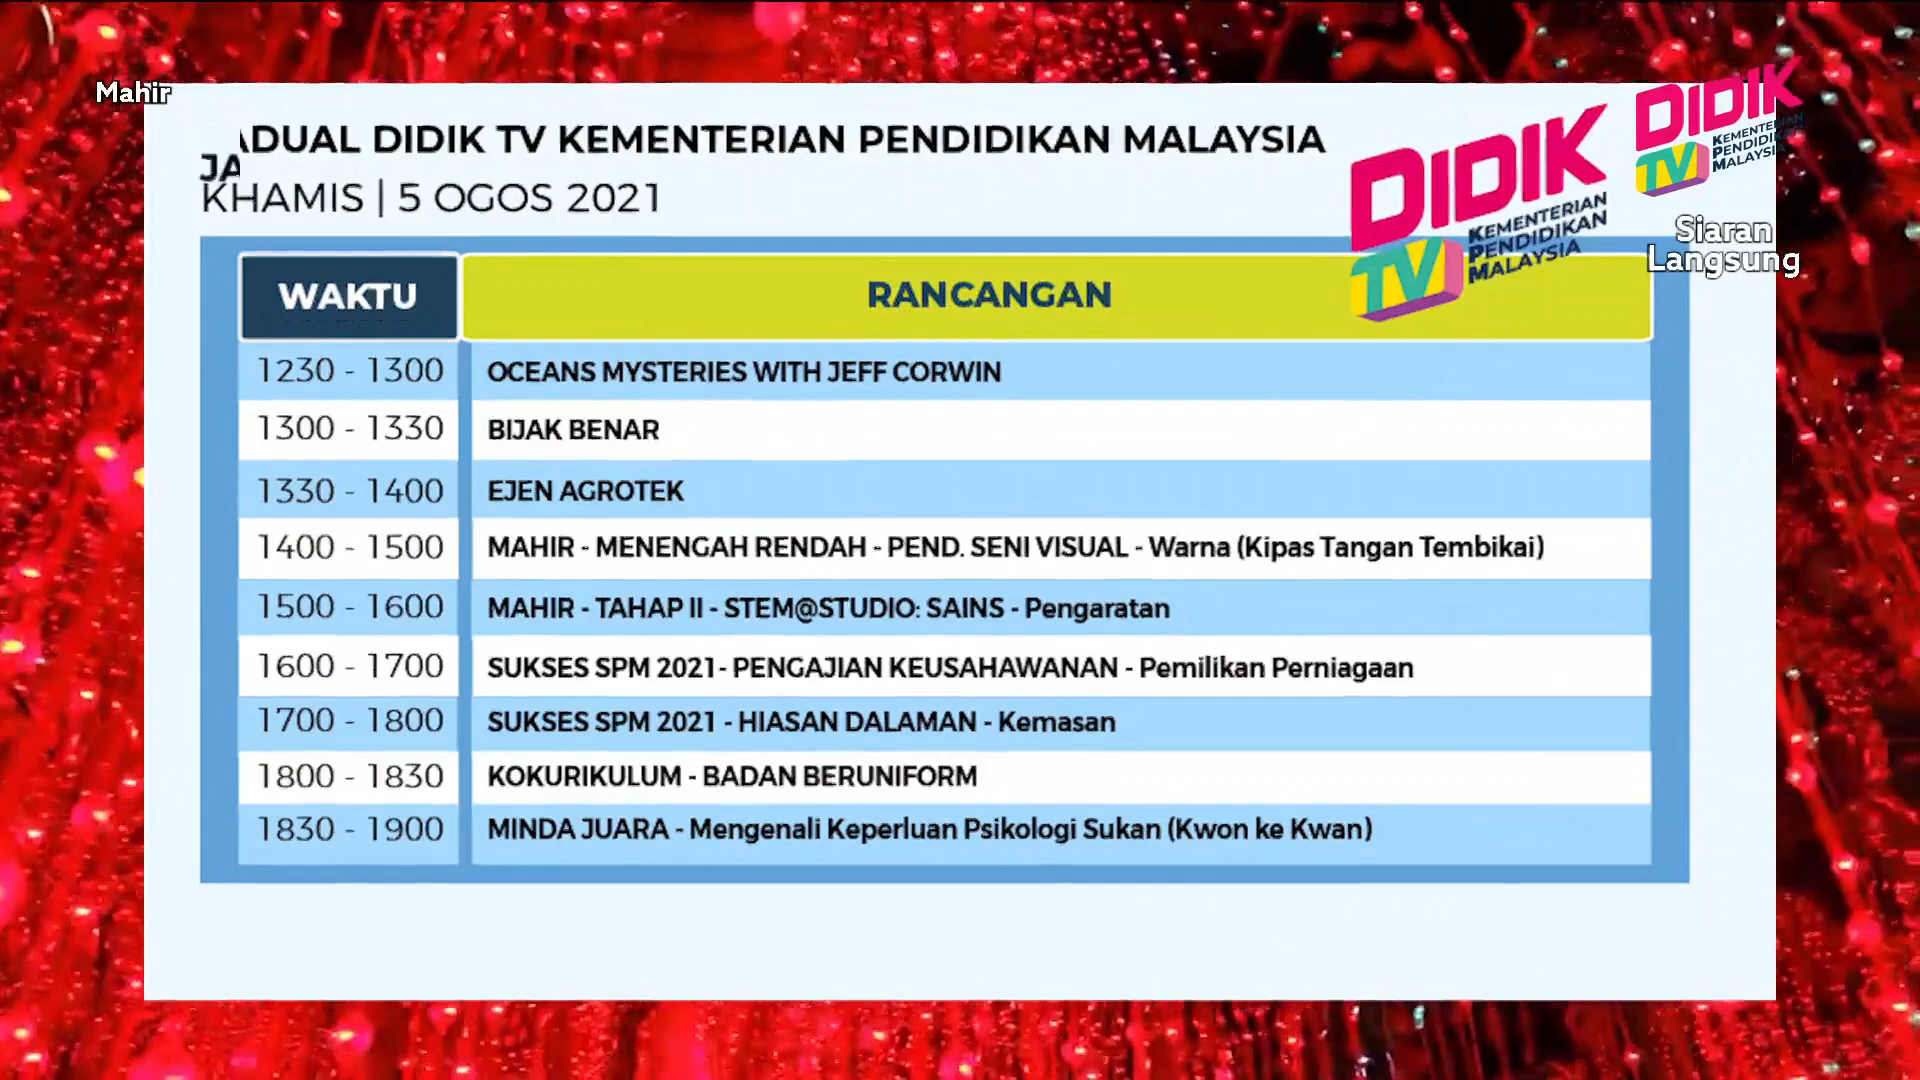 Mahir
JADUAL DIDIK TV KEMENTERIAN PENDIDIKAN MALAYSIA
KHAMIS | 5 OGOS 2021
DIDIK TV KEMENTERIAN PENDIDIKAN MALAYSIA
DIDIK TV KEMENTERIAN PENDIDIKAN MALAYSIA
Siaran
Langsung
WAKTU RANCANGAN
1230 - 1300 OCEANS MYSTERIES WITH JEFF CORWIN
1300 - 1330 BIJAK BENAR
1330 - 1400 EJEN AGROTEK
1400 - 1500 MAHIR - MENENGAH RENDAH - PEND. SENI VISUAL - Warna (Kipas Tangan Tembikai)
1500 - 1600 MAHIR - TAHAP II - STEM@STUDIO: SAINS - Pengaratan
1600 - 1700 SUKSES SPM 2021- PENGAJIAN KEUSAHAWANAN - Pemilikan Perniagaan
1700 - 1800 SUKSES SPM 2021 - HIASAN DALAMAN - Kemasan
1800 - 1830 KOKURIKULUM - BADAN BERUNIFORM
1830 - 1900 MINDA JUARA - Mengenali Keperluan Psikologi Sukan (Kwon ke Kwan)